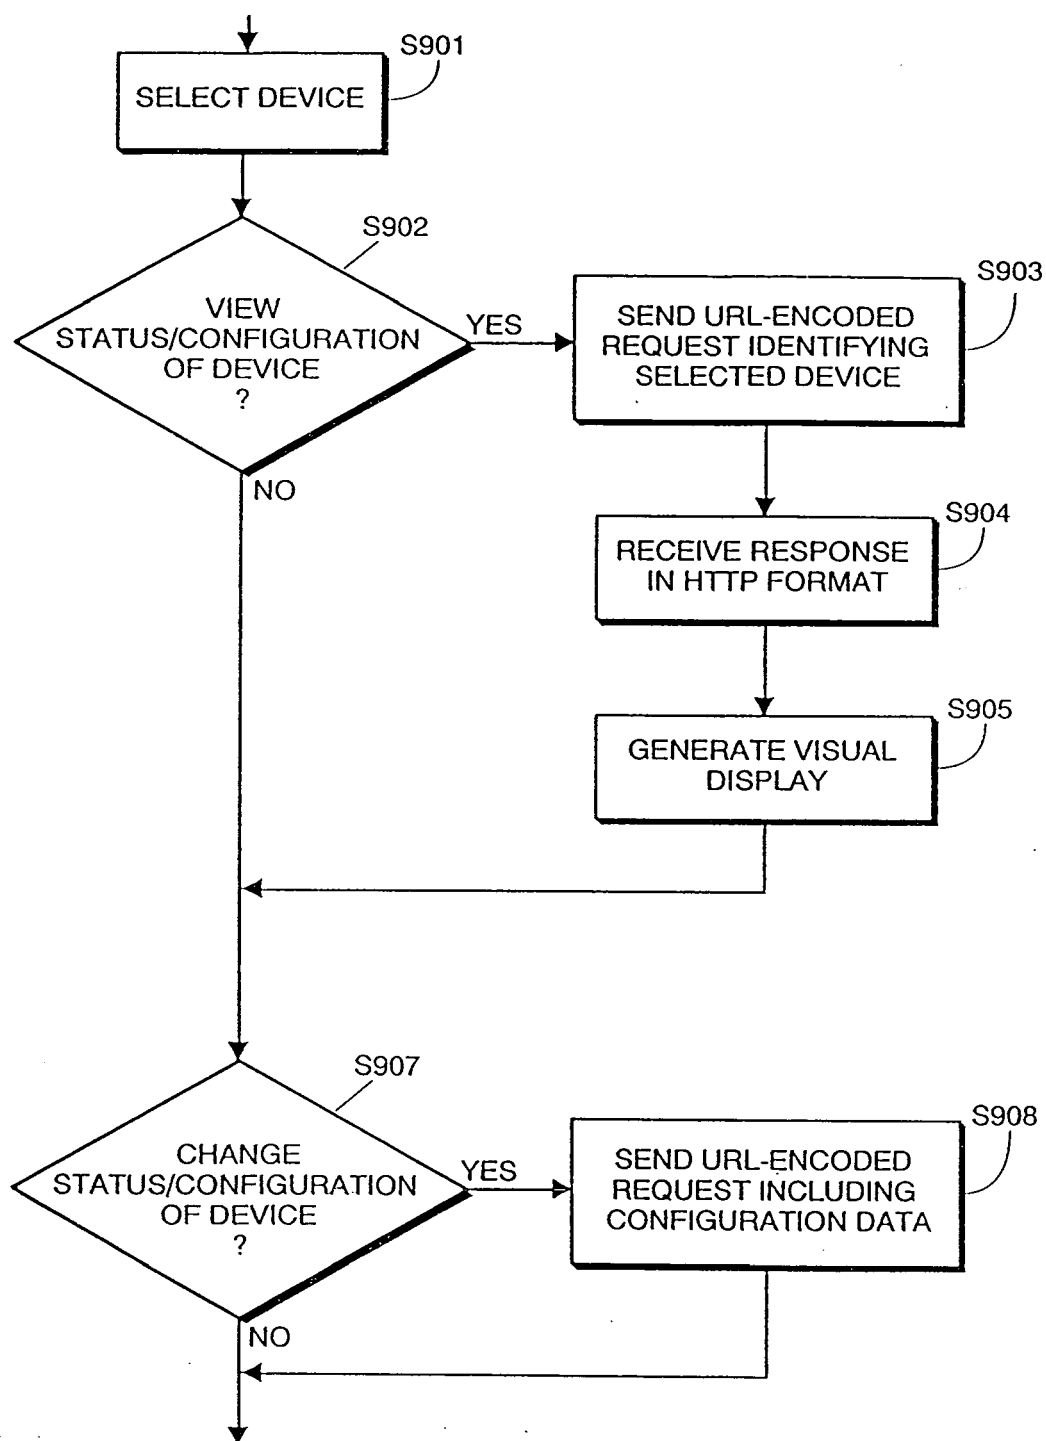 S901
SELECT DEVICE
S902
VIEW
STATUS/CONFIGURATION
OF DEVICE
?
YES
NO
S903
SEND URL-ENCODED
REQUEST IDENTIFYING
SELECTED DEVICE
S904
RECEIVE RESPONSE
IN HTTP FORMAT
S905
GENERATE VISUAL
DISPLAY
S907
CHANGE
STATUS/CONFIGURATION
OF DEVICE
?
YES
NO
S908
SEND URL-ENCODED
REQUEST INCLUDING
CONFIGURATION DATA